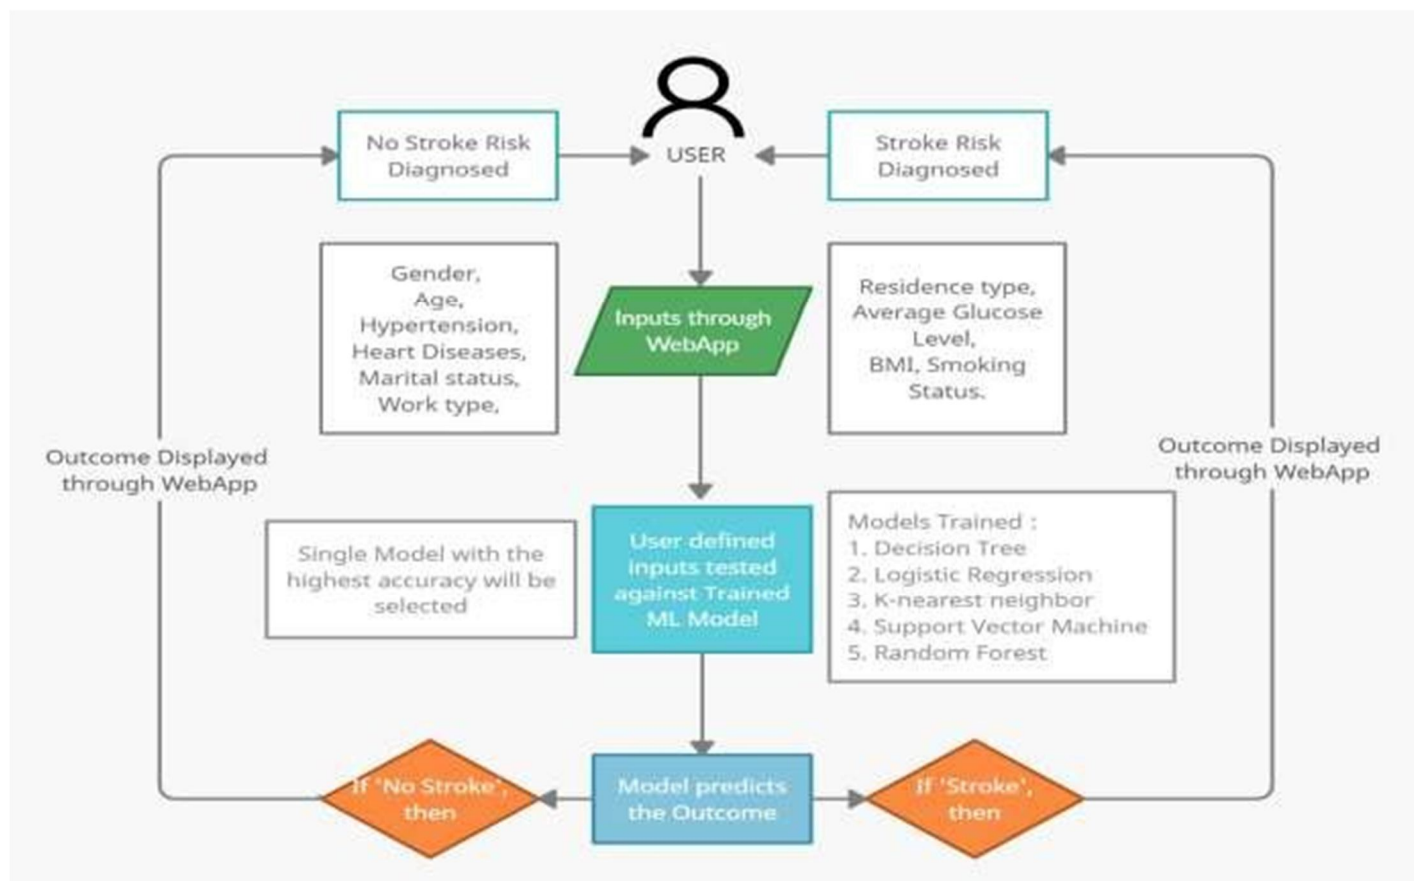 No Stroke Risk
Diagnosed
USER
Stroke Risk
Diagnosed
Gender,
Age,
Hypertension,
Heart Diseases,
Marital status,
Work type,
Inputs through
WebApp
Residence type,
Average Glucose
Level,
BMI, Smoking
Status.
Outcome Displayed
through WebApp
Outcome Displayed
through WebApp
Single Model with the
highest accuracy will be
selected
User defined
inputs tested
against Trained
ML Model
Models Trained :
1. Decision Tree
2. Logistic Regression
3. K-nearest neighbor
4. Support Vector Machine
5. Random Forest
If 'No Stroke',
then
Model predicts
the Outcome
If 'Stroke',
then